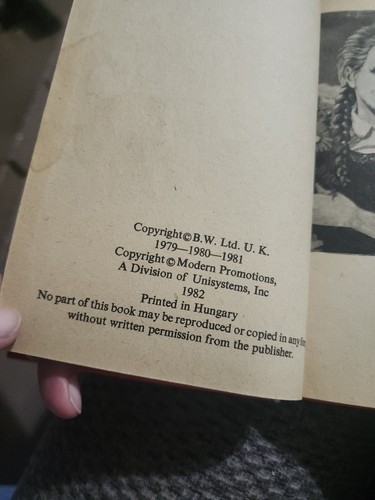 Copyright©B.W. Ltd. U. K.
1979—1980—1981
Copyright©Modern Promotions,
A Division of Unisystems, Inc
1982
Printed in Hungary
No part of this book may be reproduced or copied in any
without written permission from the publisher.